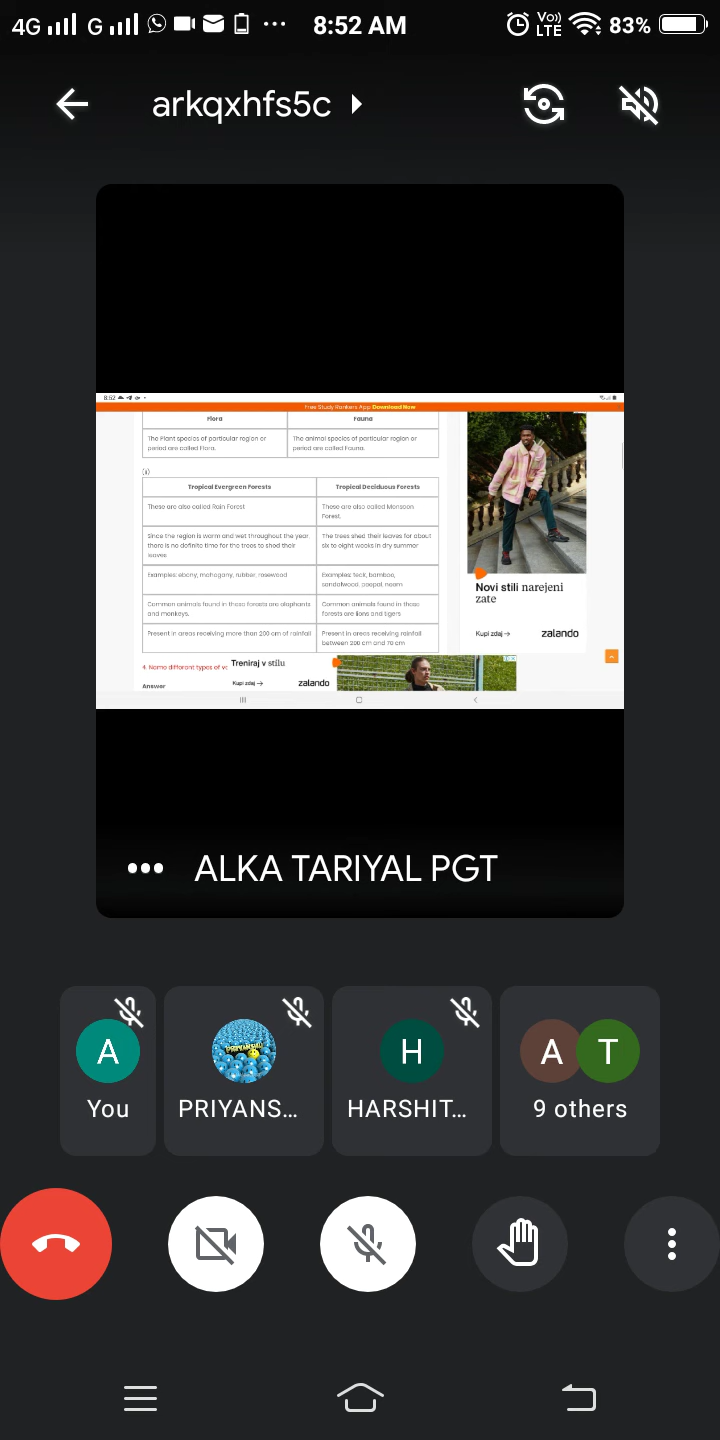 4G G 8:52 AM Vo)) LTE 83%
arkqxhfs5c
8:52
Free Study Rankers App Download Now
Flora Fauna
The Plant species of particular region or The animal species of particular region or
period are called Flora. period are called Fauna.
Tropical Evergreen Forests Tropical Deciduous Forests
These are also called Rain Forest These are also called Monsoon
Forest.
Since the region is warm and wet throughout the year, The trees shed their leaves for about
there is no definite time for the trees to shed their six to eight weeks in dry summer
leaves
Examples: ebony, mahogany, rubber, rosewood Examples: teak, bamboo,
sandalwood, peepal, neem
Common animals found in these forests are elephants Common animals found in these
and monkeys. forests are lions and tigers
Present in areas receiving more than 200 cm of rainfall Present in areas receiving rainfall
between 200 cm and 70 cm
Novi stili narejeni
zate
Kupi zdaj → zalando
4. Name different types of
Treniraj v stilu
Kupi zdaj → zalando
Answer
ALKA TARIYAL PGT
A H A T
You PRIYANS... HARSHIT... 9 others